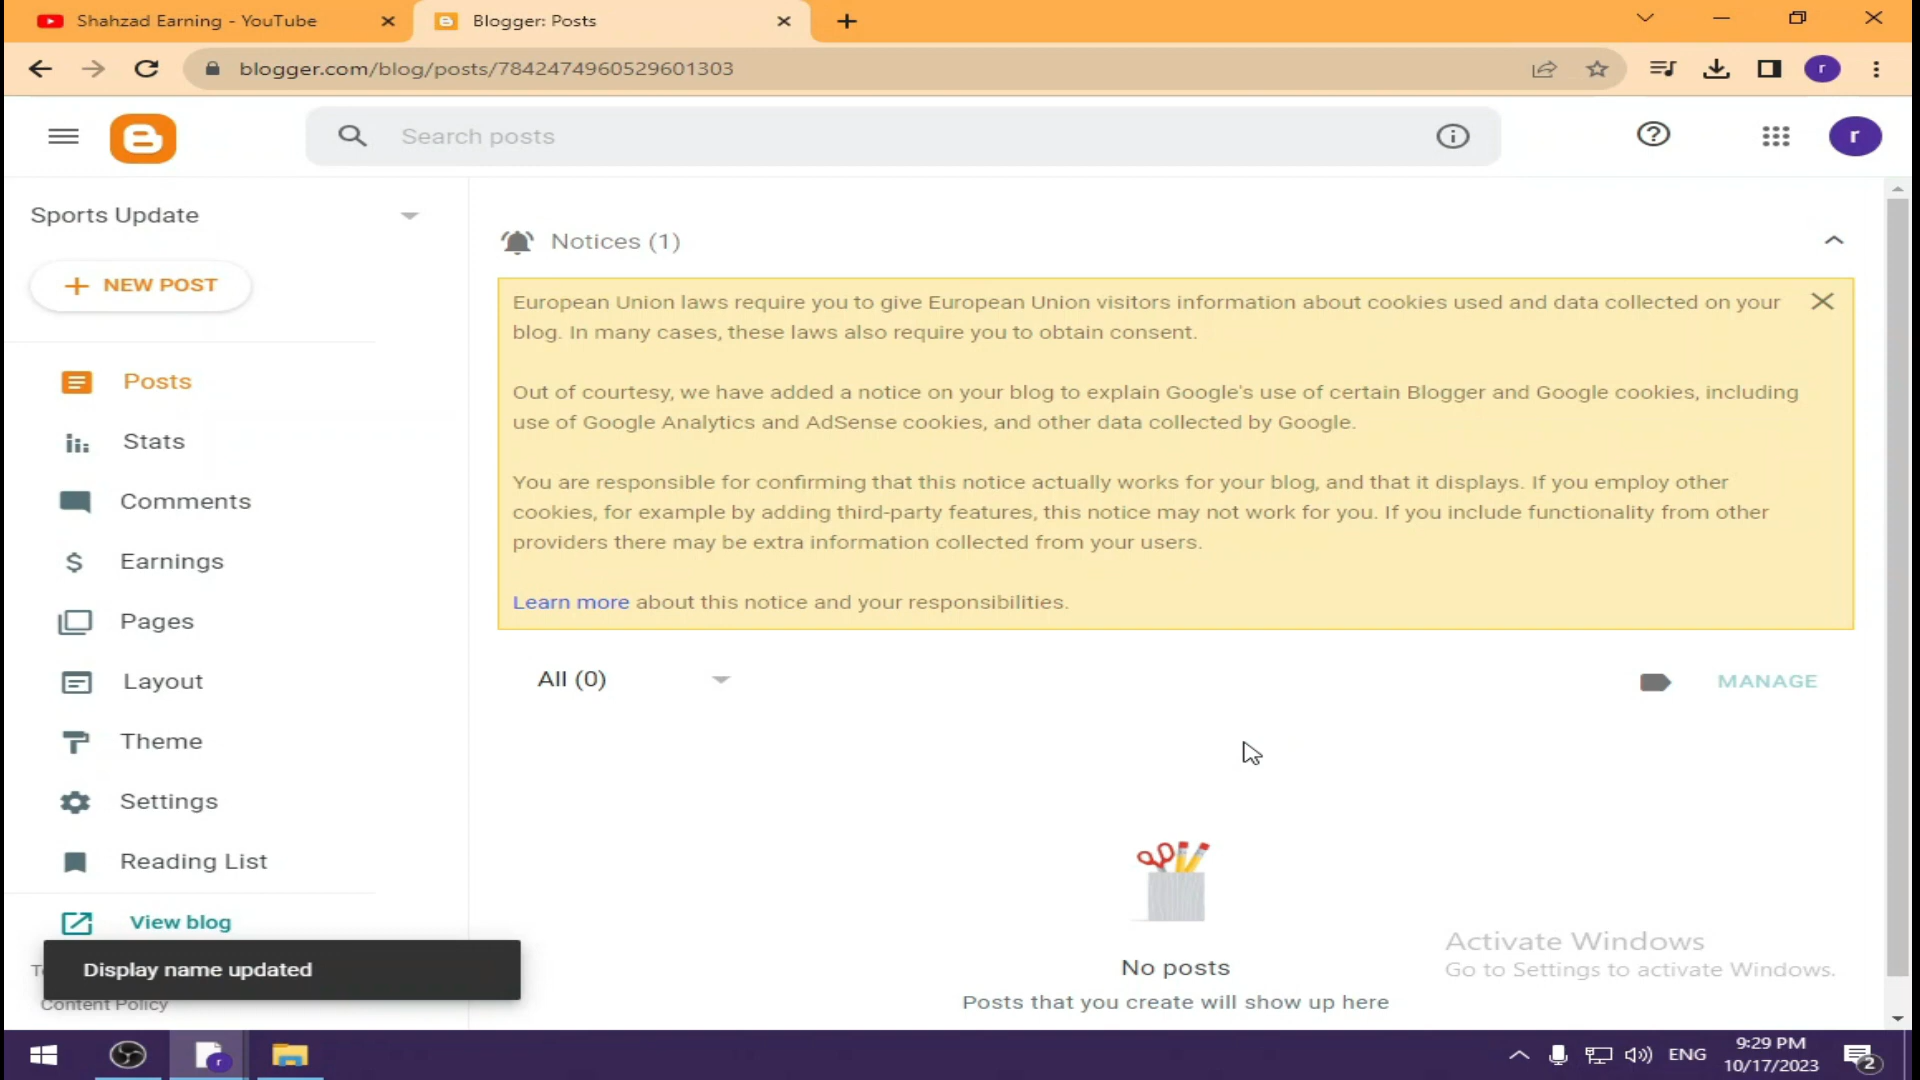 Shahzad Earning - YouTube
Blogger: Posts
blogger.com/blog/posts/7842474960529601303
r
Search posts
r
Sports Update
NEW POST
Posts
Stats
Comments
Earnings
Pages
Layout
Theme
Settings
Reading List
View blog
Display name updated
Content Policy
Notices (1)
European Union laws require you to give European Union visitors information about cookies used and data collected on your
blog. In many cases, these laws also require you to obtain consent.
Out of courtesy, we have added a notice on your blog to explain Google's use of certain Blogger and Google cookies, including
use of Google Analytics and AdSense cookies, and other data collected by Google.
You are responsible for confirming that this notice actually works for your blog, and that it displays. If you employ other
cookies, for example by adding third-party features, this notice may not work for you. If you include functionality from other
providers there may be extra information collected from your users.
Learn more about this notice and your responsibilities.
All (0)
MANAGE
No posts
Posts that you create will show up here
Activate Windows
Go to Settings to activate Windows.
r
ENG
9:29 PM
10/17/2023
2